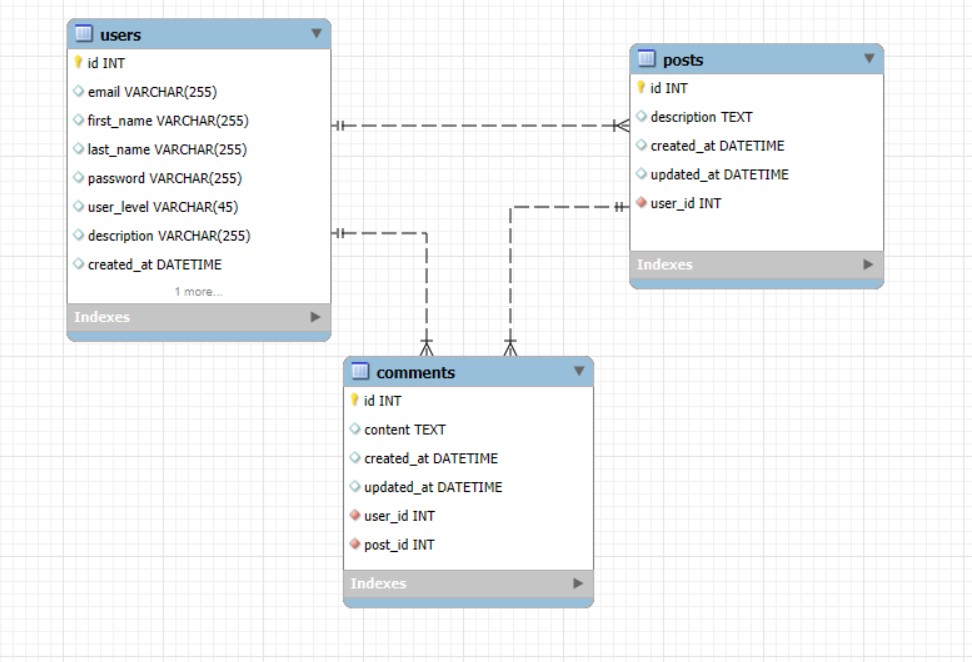 users
id INT
email VARCHAR(255)
first_name VARCHAR(255)
last_name VARCHAR(255)
password VARCHAR(255)
user_level VARCHAR(45)
description VARCHAR(255)
created_at DATETIME
1 more...
Indexes
posts
id INT
description TEXT
created_at DATETIME
updated_at DATETIME
user_id INT
Indexes
comments
id INT
content TEXT
created_at DATETIME
updated_at DATETIME
user_id INT
post_id INT
Indexes